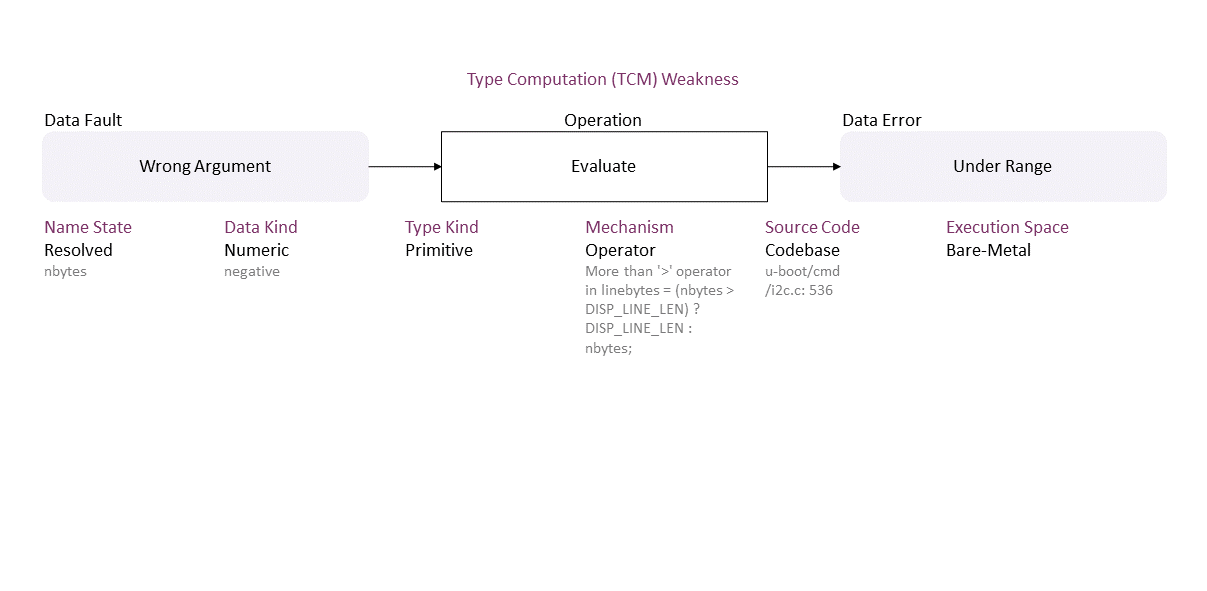 Type Computation (TCM) Weakness
Data Fault
Operation
Data Error
Wrong Argument
Evaluate
Under Range
Name State
Resolved
nbytes
Data Kind
Numeric
negative
Type Kind
Primitive
Mechanism
Operator
More than '>' operator
in linebytes = (nbytes >
DISP_LINE_LEN) ?
DISP_LINE_LEN :
nbytes;
Source Code
Codebase
u-boot/cmd
/i2c.c: 536
Execution Space
Bare-Metal